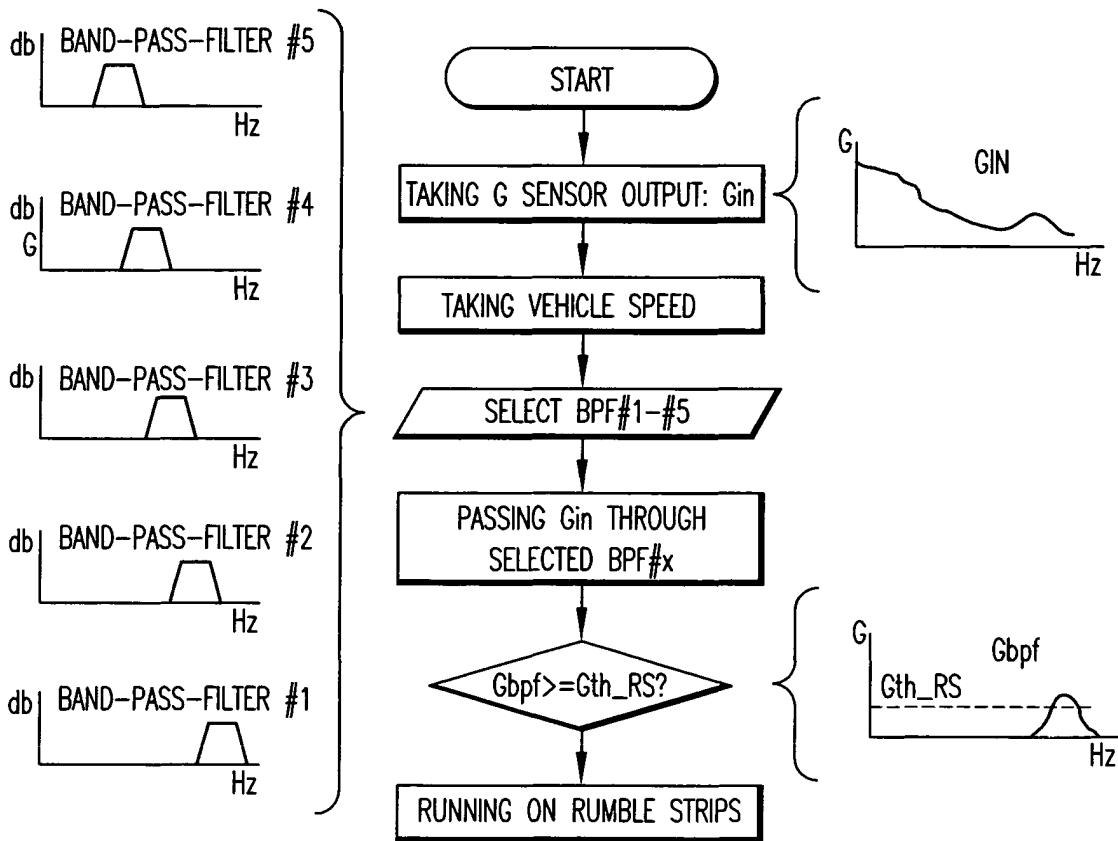 db BAND-PASS-FILTER #5
Hz
db BAND-PASS-FILTER #4
G
Hz
db BAND-PASS-FILTER #3
Hz
db BAND-PASS-FILTER #2
Hz
db BAND-PASS-FILTER #1
Hz
START
TAKING G SENSOR OUTPUT: Gin
TAKING VEHICLE SPEED
SELECT BPF#1-#5
PASSING Gin THROUGH
SELECTED BPF#x
Gbpf>=Gth_RS?
RUNNING ON RUMBLE STRIPS
G
GIN
Hz
G
Gbpf
Gth_RS
Hz